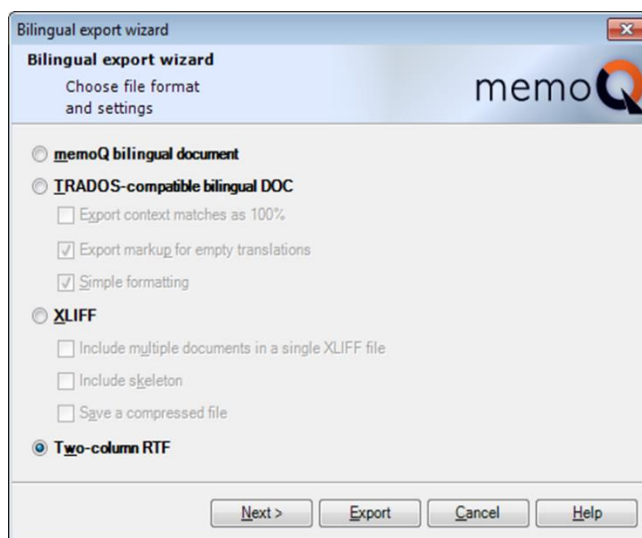 Bilingual export wizard
Bilingual export wizard
Choose file format
and settings
memoQ
memoQ bilingual document
TRADOS-compatible bilingual DOC
Export context matches as 100%
Export markup for empty translations
Simple formatting
XLIFF
Include multiple documents in a single XLIFF file
Include skeleton
Save a compressed file
Two-column RTF
Next > Export Cancel Help